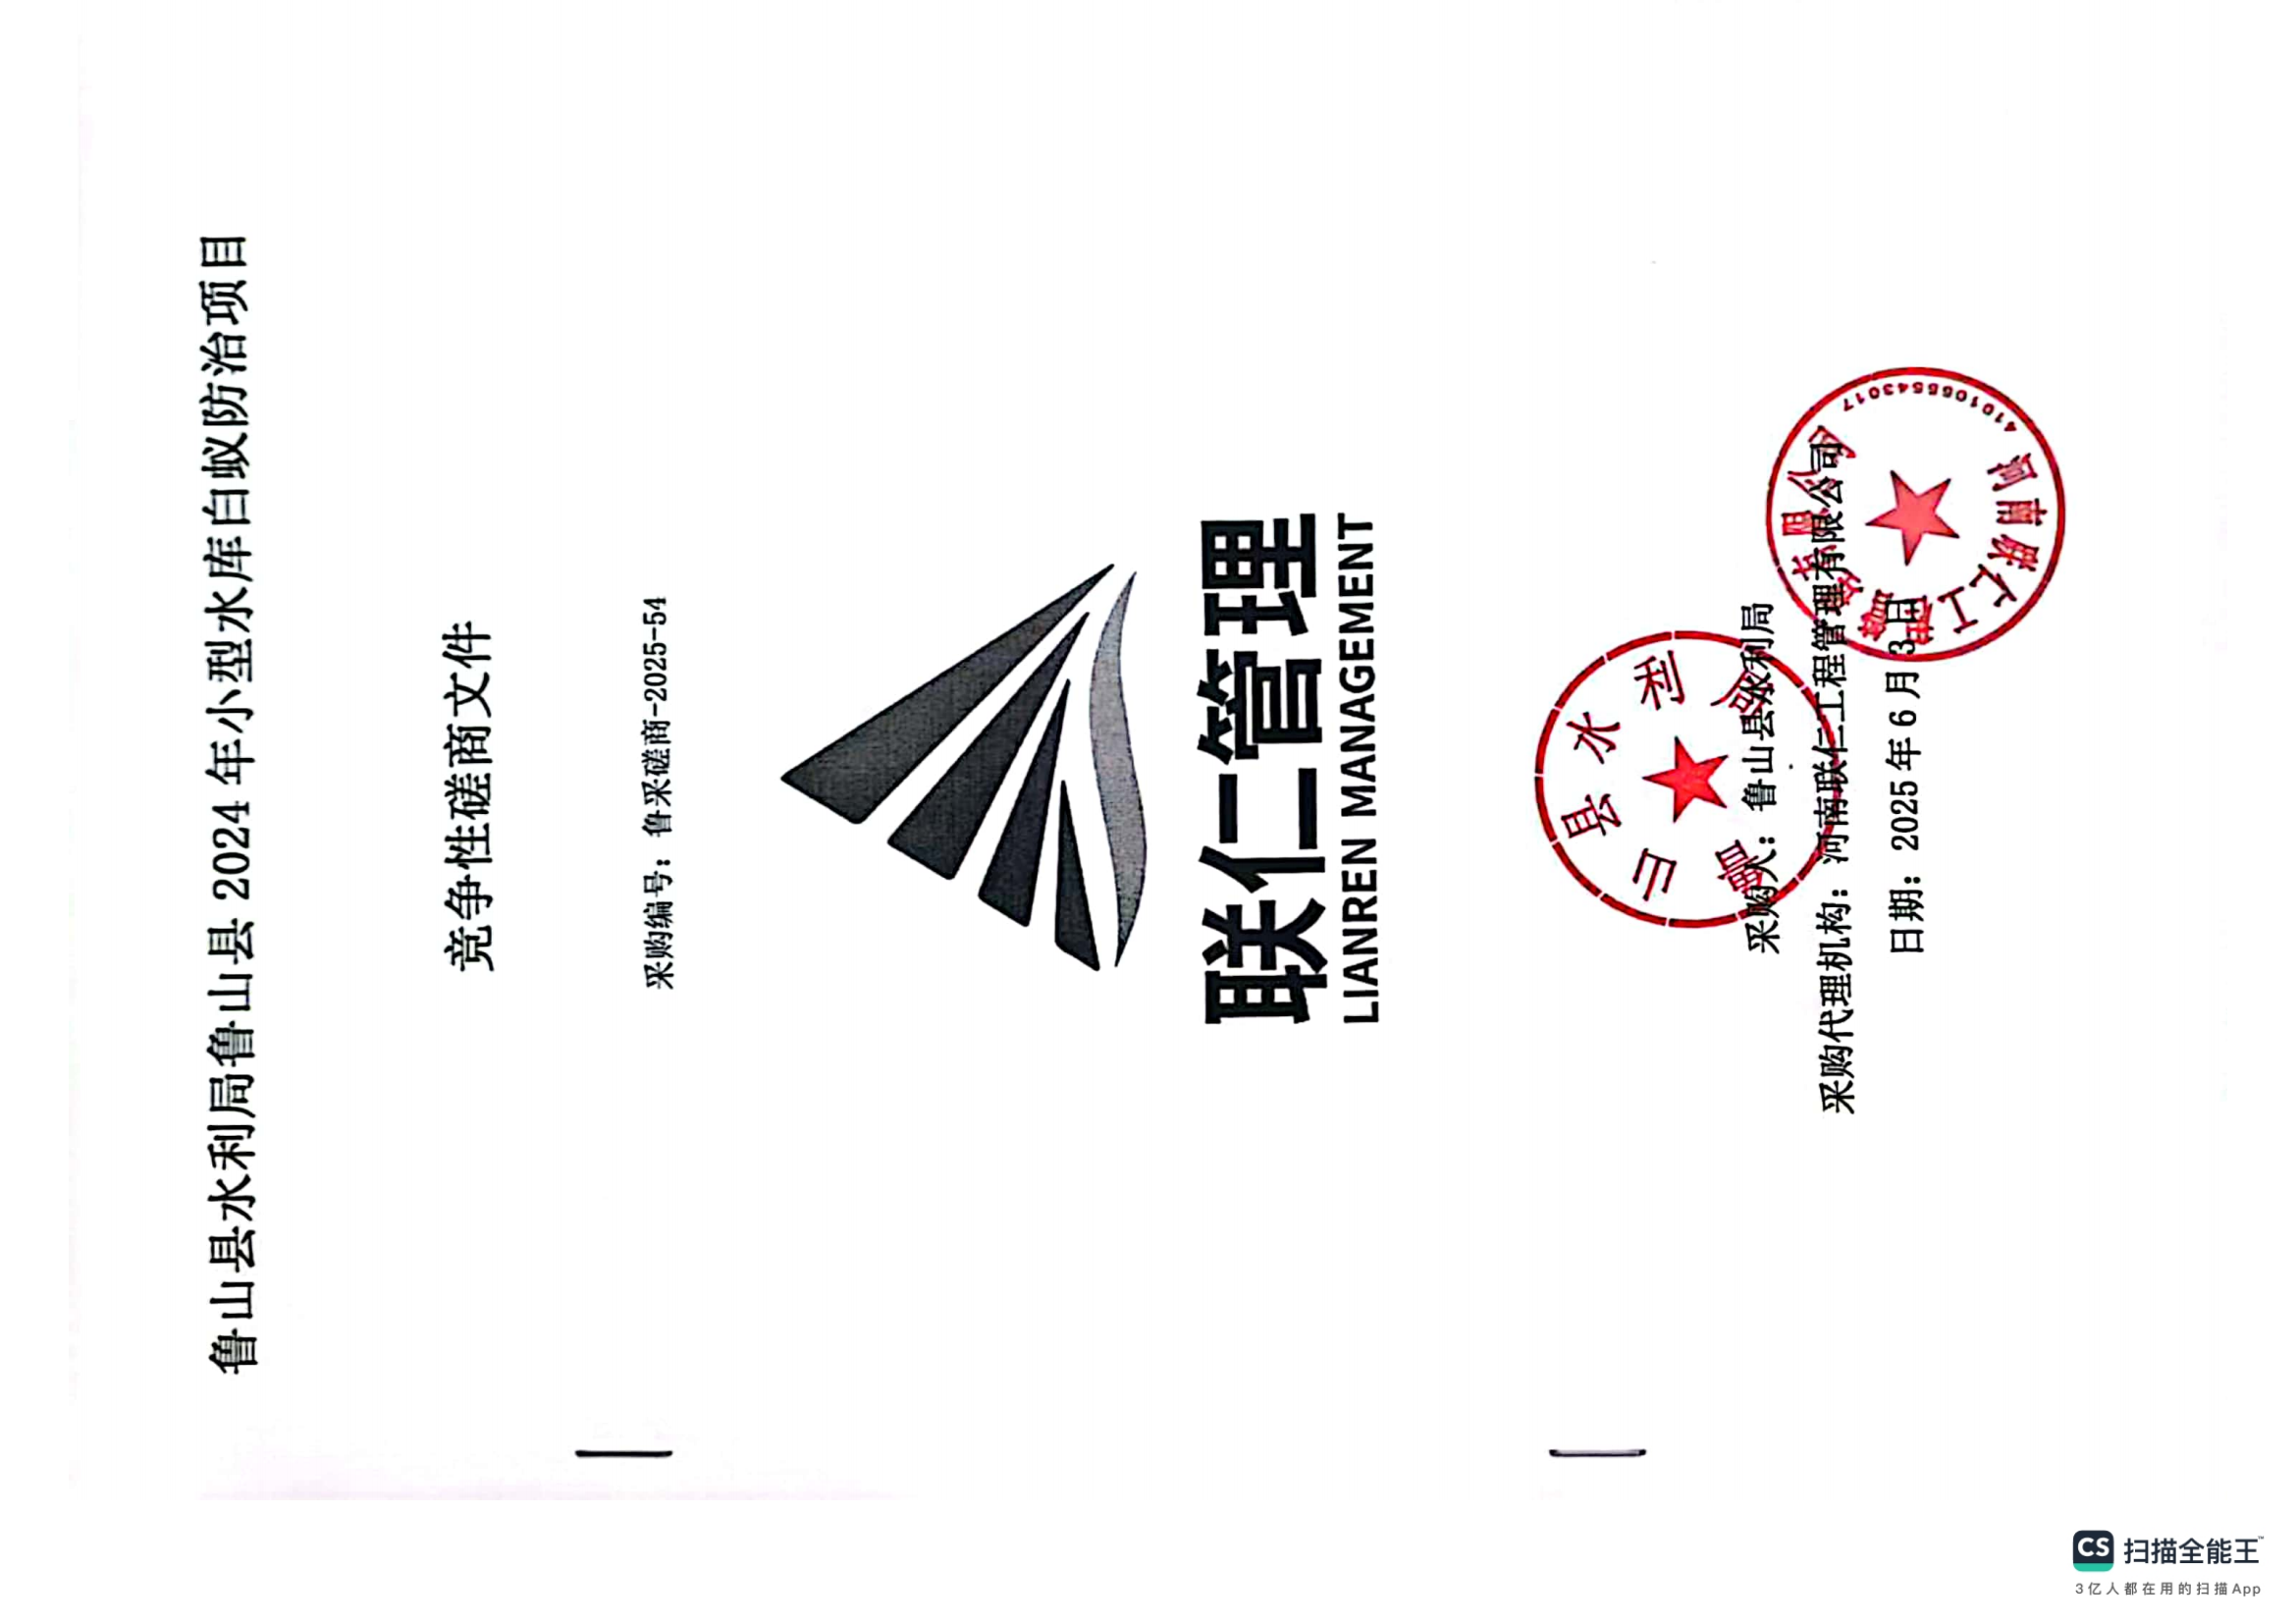 鲁山县水利局鲁山县 2024 年小型水库白蚁防治项目
竞争性磋商文件
采购编号：鲁采磋商-2025-54
联仁管理
LIANREN MANAGEMENT
鲁山县水利局
采购人：鲁山县水利局
采购代理机构：河南联仁工程管理有限公司
日期：2025 年 6 月 3 日
河南联仁工程管理有限公司
CS 扫描全能王™
3亿人都在用的扫描App